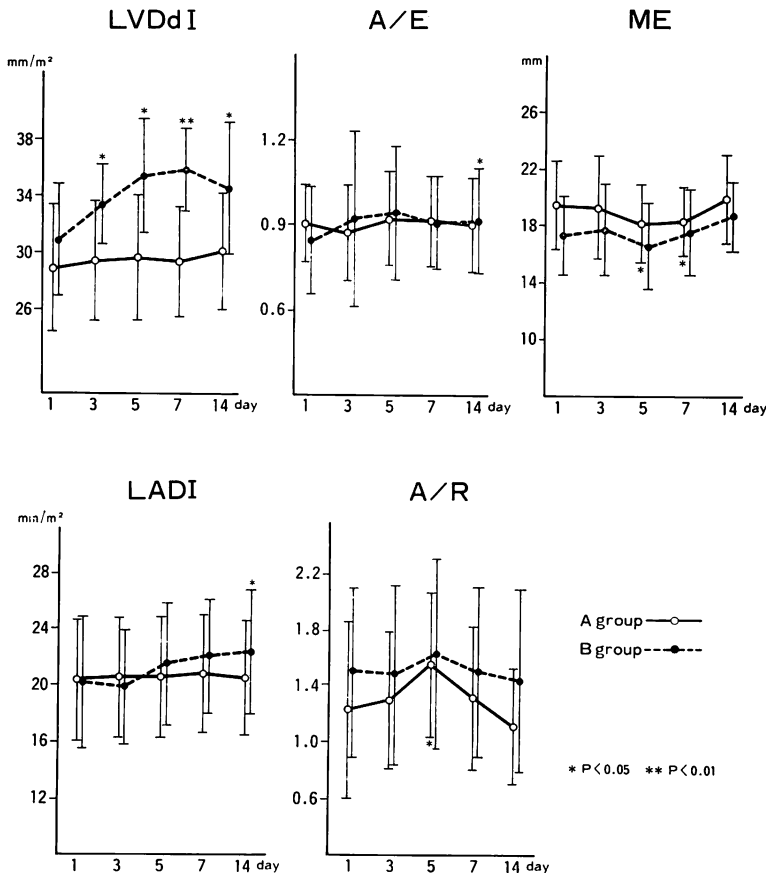 LVDdI
A/E
ME
mm/m²
mm
38
34
30
26
1 3 5 7 14 day
* * ** *
1.2
0.9
0.6
1 3 5 7 14 day
*
26
22
18
14
10
1 3 5 7 14 day
* *
LADI
A/R
mm/m²
28
24
20
16
12
1 3 5 7 14 day
*
2.2
1.8
1.4
1.0
0.6
1 3 5 7 14 day
*
A group
B group
* P<0.05 ** P<0.01